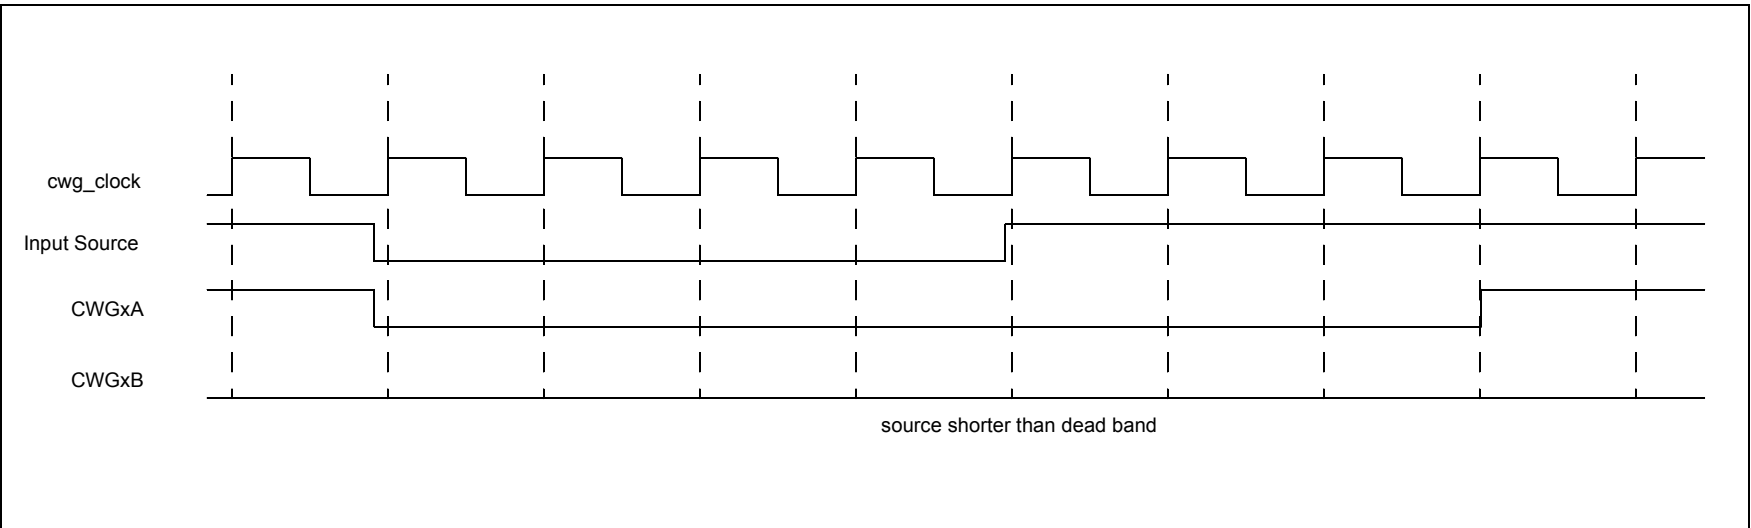 cwg_clock
Input Source
CWGxA
CWGxB
source shorter than dead band